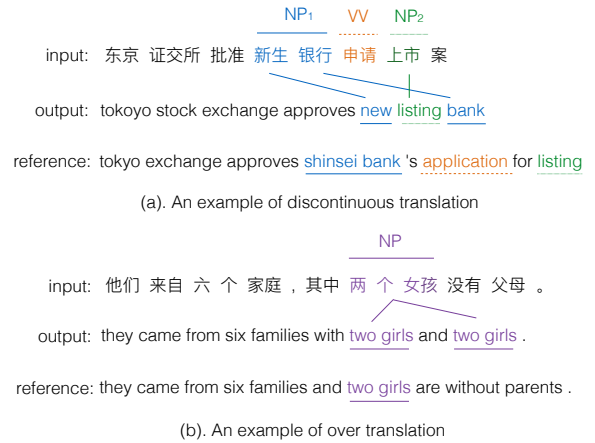 NP1 VV NP2
input: 东京 证交所 批准 新生 银行 申请 上市 案
output: tokoyo stock exchange approves new listing bank
reference: tokyo exchange approves shinsei bank 's application for listing
(a). An example of discontinuous translation
NP
input: 他们 来自 六 个 家庭 , 其中 两 个 女孩 没有 父母 。
output: they came from six families with two girls and two girls .
reference: they came from six families and two girls are without parents .
(b). An example of over translation